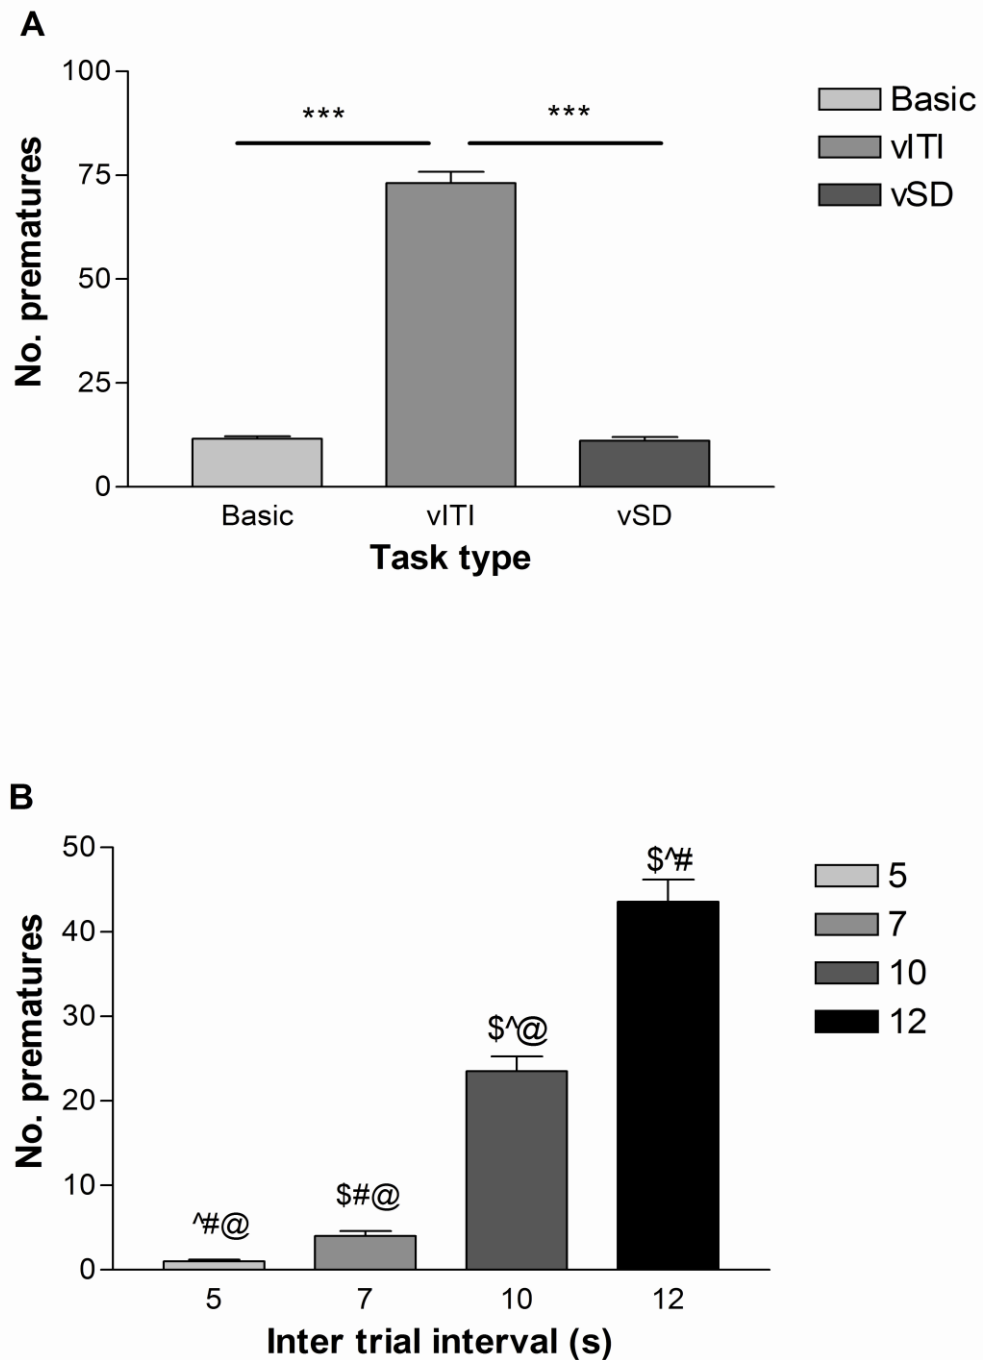 A
100
75
50
25
0
No. prematures
***
***
Basic
vITI
vSD
Basic
vITI
vSD
Task type
B
50
40
30
20
10
0
No. prematures
^#@
$#@
$^@
$^#
5
7
10
12
5
7
10
12
Inter trial interval (s)